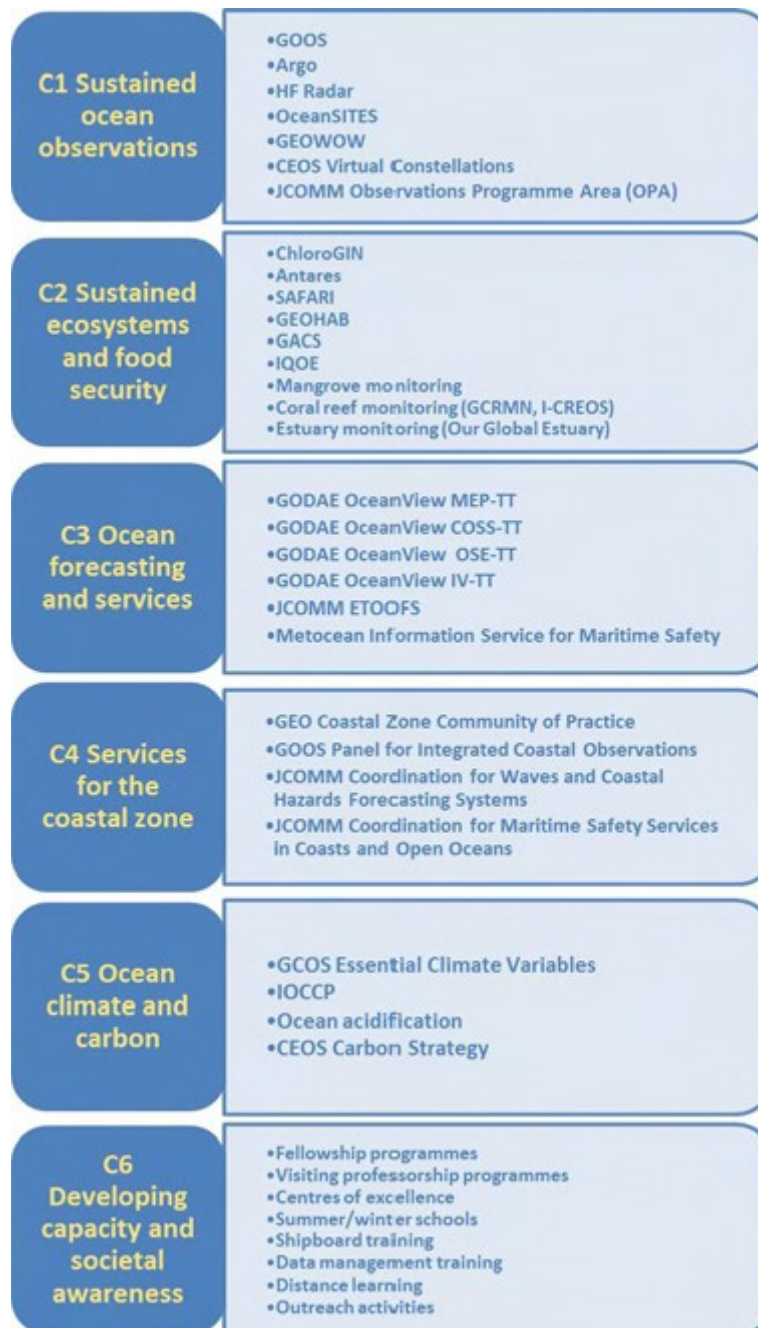 C1 Sustained
ocean
observations
•GOOS
•Argo
•HF Radar
•OceanSITES
•GEOWOW
•CEOS Virtual Constellations
•JCOMM Observations Programme Area (OPA)
C2 Sustained
ecosystems
and food
security
•ChloroGIN
•Antares
•SAFARI
•GEOHAB
•GACS
•IQOE
•Mangrove monitoring
•Coral reef monitoring (GCRMN, I-CREOS)
•Estuary monitoring (Our Global Estuary)
C3 Ocean
forecasting
and services
•GODAE OceanView MEP-TT
•GODAE OceanView COSS-TT
•GODAE OceanView OSE-TT
•GODAE OceanView IV-TT
•JCOMM ETOOFS
•Metocean Information Service for Maritime Safety
C4 Services
for the
coastal zone
•GEO Coastal Zone Community of Practice
•GOOS Panel for Integrated Coastal Observations
•JCOMM Coordination for Waves and Coastal
Hazards Forecasting Systems
•JCOMM Coordination for Maritime Safety Services
in Coasts and Open Oceans
C5 Ocean
climate and
carbon
•GCOS Essential Climate Variables
•IOCCP
•Ocean acidification
•CEOS Carbon Strategy
C6
Developing
capacity and
societal
awareness
•Fellowship programmes
•Visiting professorship programmes
•Centres of excellence
•Summer/winter schools
•Shipboard training
•Data management training
•Distance learning
•Outreach activities